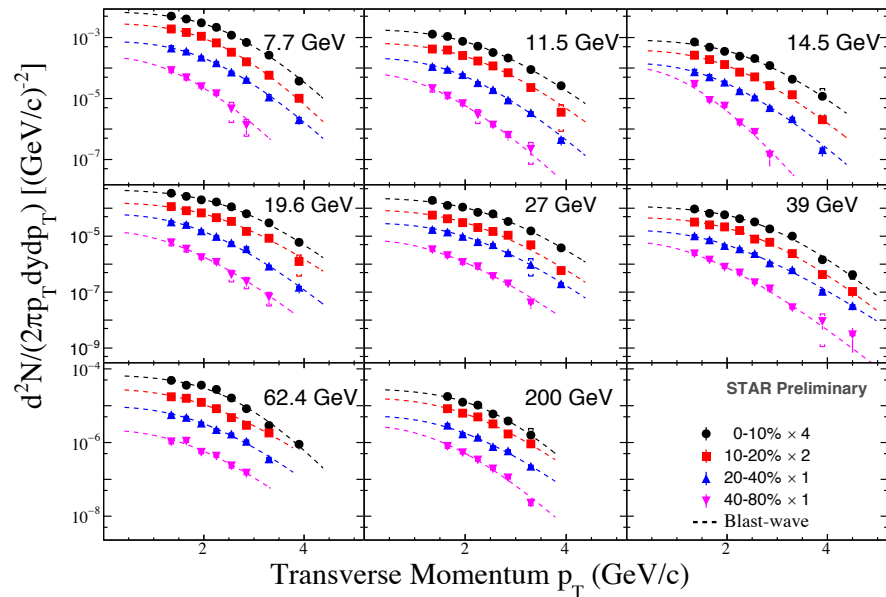 d²N/(2πp_T dydp_T) [(GeV/c)⁻²]
10⁻³
10⁻⁵
10⁻⁷
7.7 GeV
11.5 GeV
14.5 GeV
10⁻⁵
10⁻⁷
10⁻⁹
19.6 GeV
27 GeV
39 GeV
10⁻⁴
10⁻⁶
10⁻⁸
62.4 GeV
200 GeV
STAR Preliminary
0-10% × 4
10-20% × 2
20-40% × 1
40-80% × 1
Blast-wave
2 4 2 4 2 4
Transverse Momentum p_T (GeV/c)